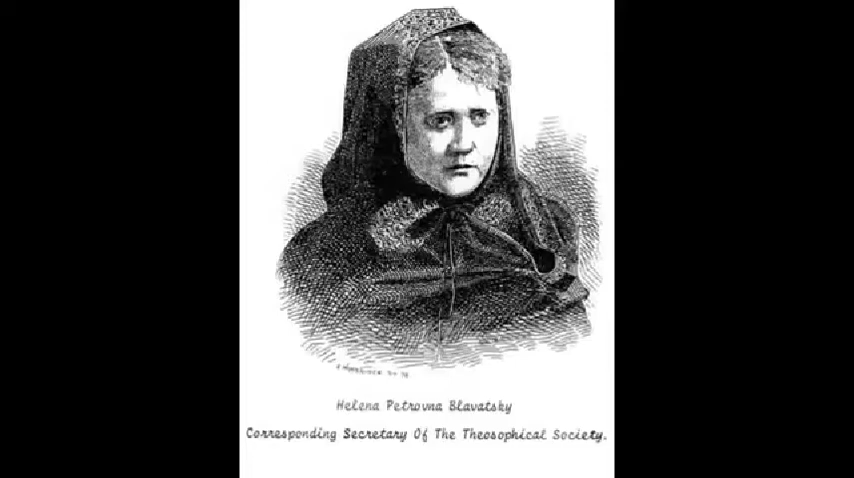 Helena Petrovna Blavatsky
Corresponding Secretary Of The Theosophical Society.